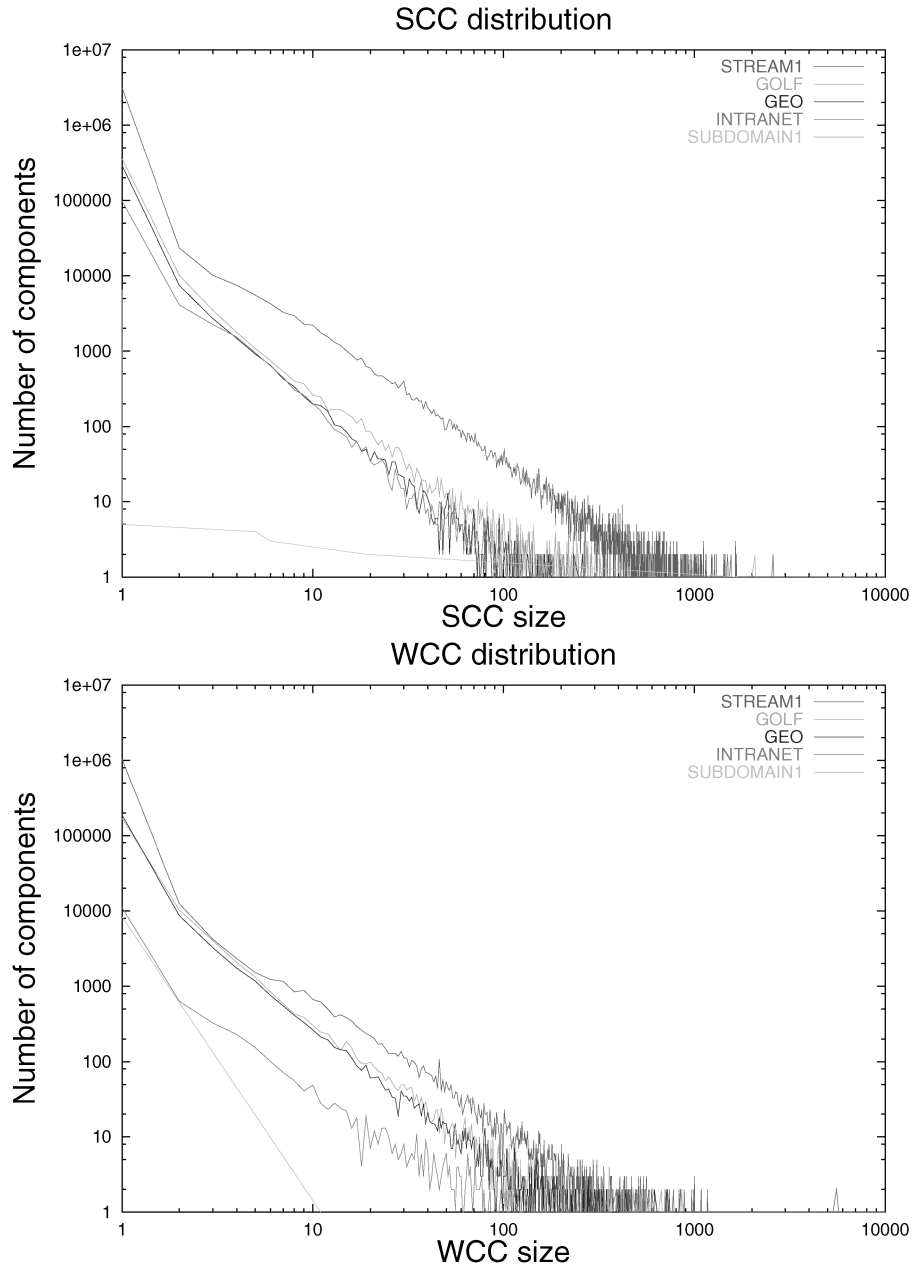 SCC distribution
1e+07
1e+06
100000
10000
1000
100
10
1
Number of components
STREAM1
GOLF
GEO
INTRANET
SUBDOMAIN1
1 10 100 1000 10000
SCC size
WCC distribution
1e+07
1e+06
100000
10000
1000
100
10
1
Number of components
STREAM1
GOLF
GEO
INTRANET
SUBDOMAIN1
1 10 100 1000 10000
WCC size